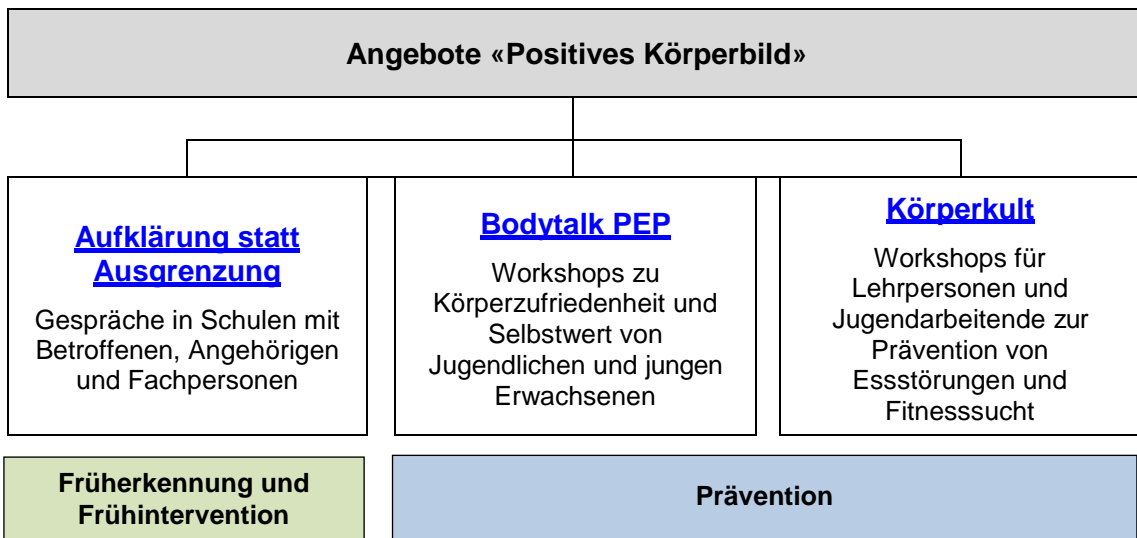 Angebote «Positives Körperbild»
Aufklärung statt
Ausgrenzung
Gespräche in Schulen mit
Betroffenen, Angehörigen
und Fachpersonen
Bodytalk PEP
Workshops zu
Körperzufriedenheit und
Selbstwert von
Jugendlichen und jungen
Erwachsenen
Körperkult
Workshops für
Lehrpersonen und
Jugendarbeitende zur
Prävention von
Essstörungen und
Fitnesssucht
Früherkennung und
Frühintervention
Prävention